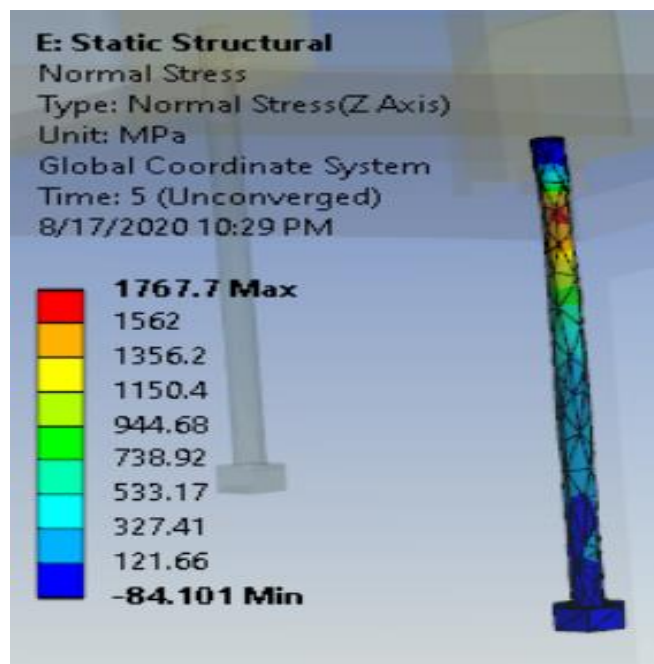 E: Static Structural
Normal Stress
Type: Normal Stress(Z Axis)
Unit: MPa
Global Coordinate System
Time: 5 (Unconverged)
8/17/2020 10:29 PM
1767.7 Max
1562
1356.2
1150.4
944.68
738.92
533.17
327.41
121.66
-84.101 Min